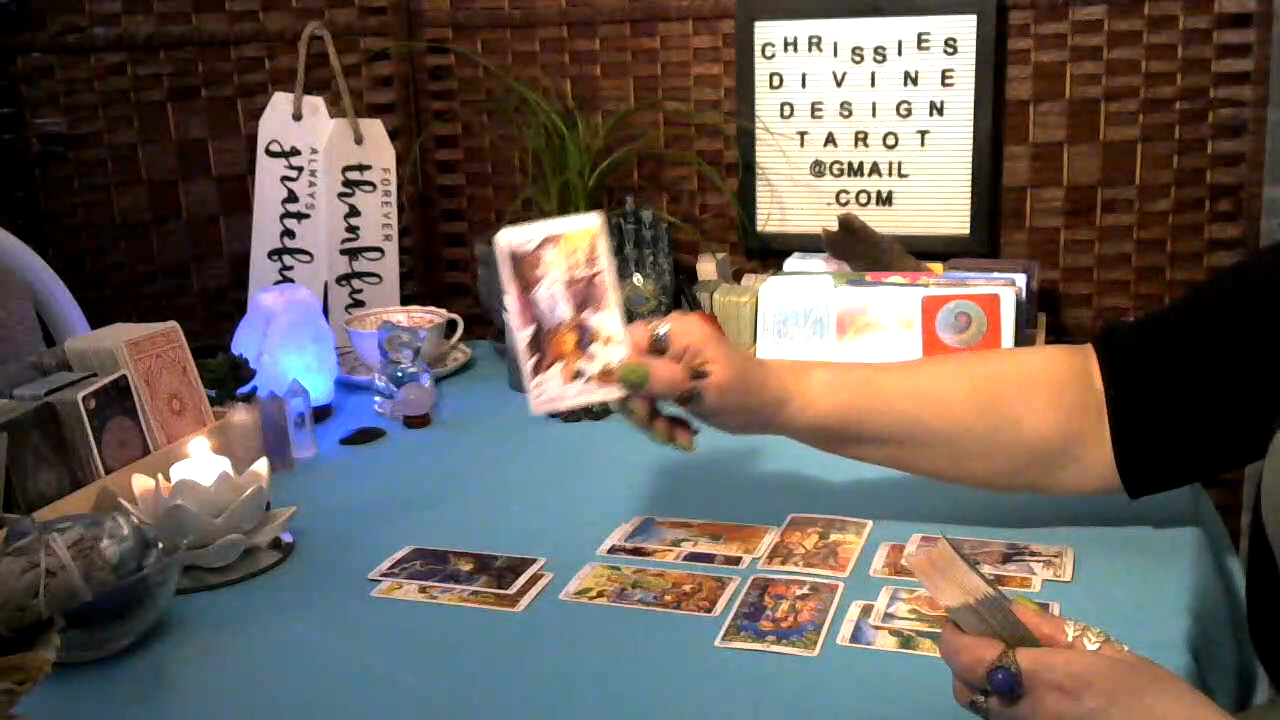 CHRISSIES
DIVINE
DESIGN
TAROT
@GMAIL
.COM
ALWAYS
grateful
FOREVER
thankful